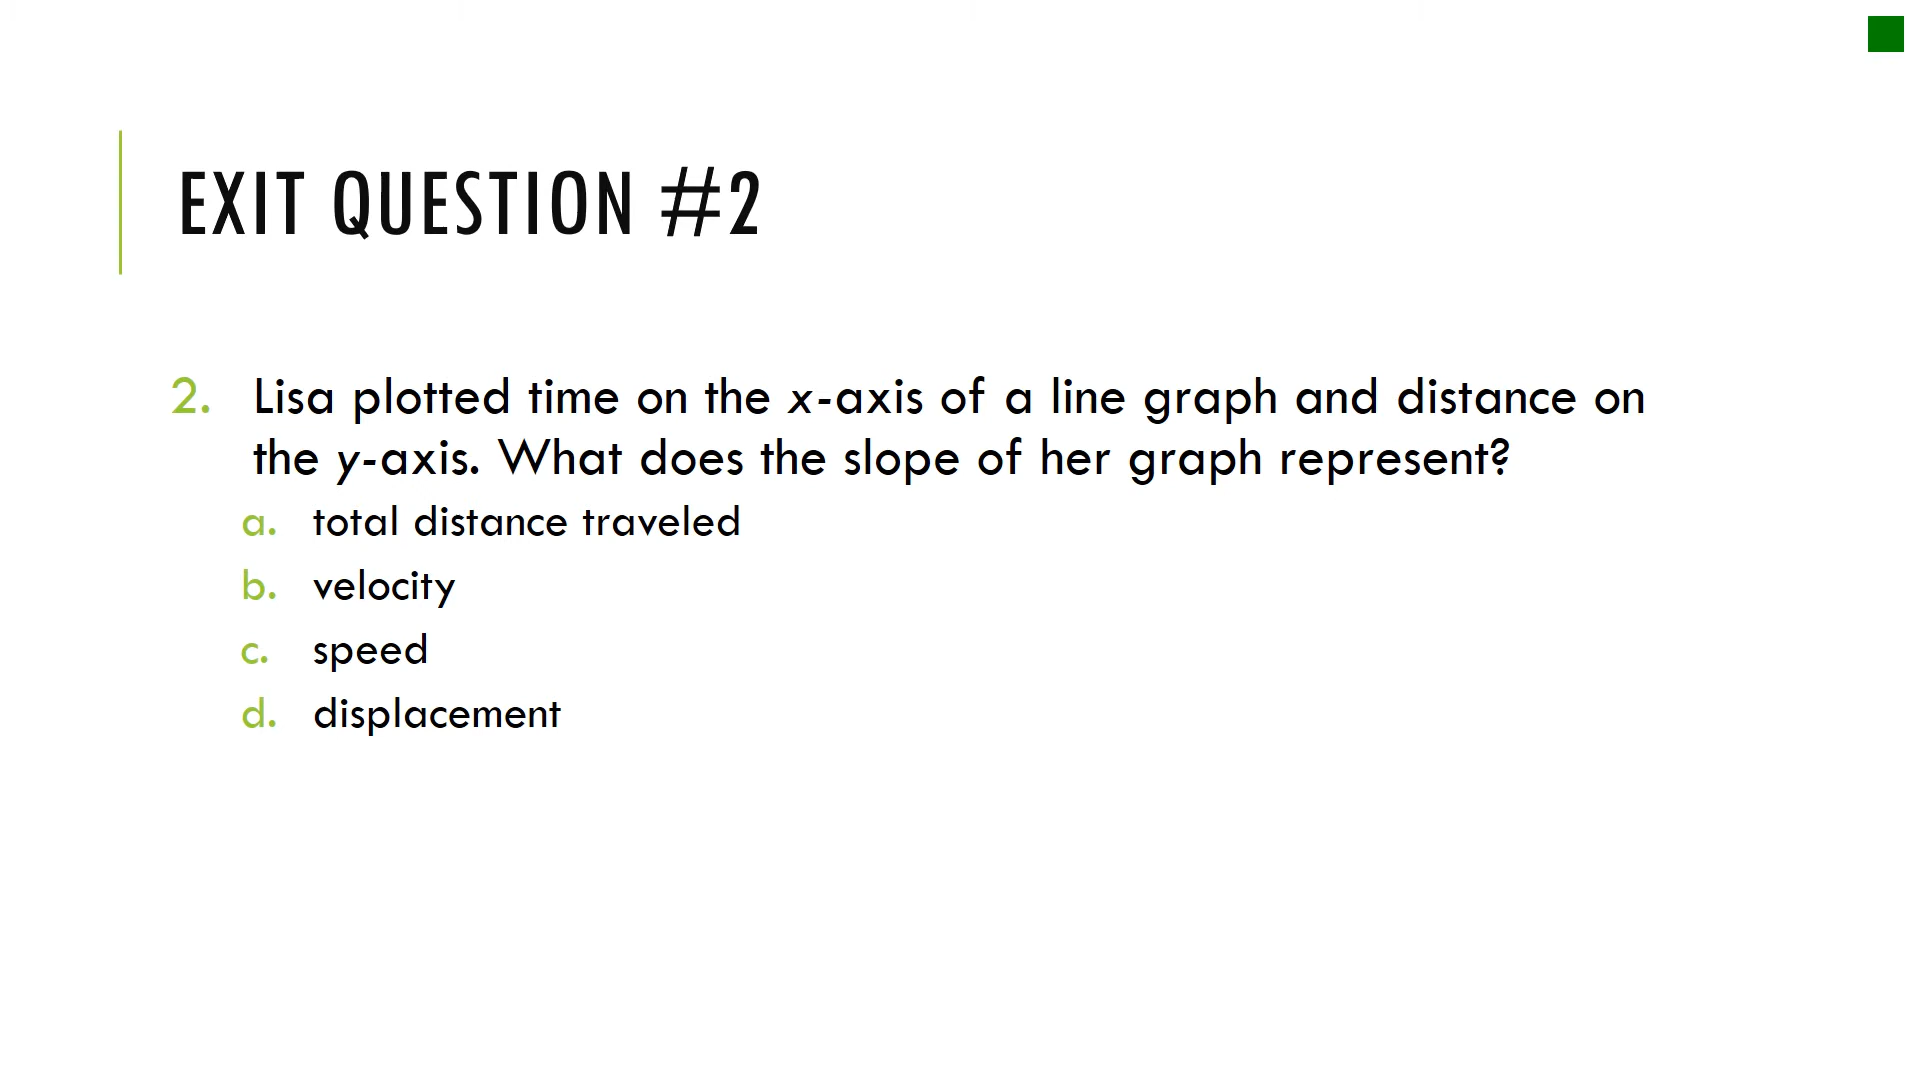 EXIT QUESTION #2
2. Lisa plotted time on the x-axis of a line graph and distance on
the y-axis. What does the slope of her graph represent?
a. total distance traveled
b. velocity
c. speed
d. displacement